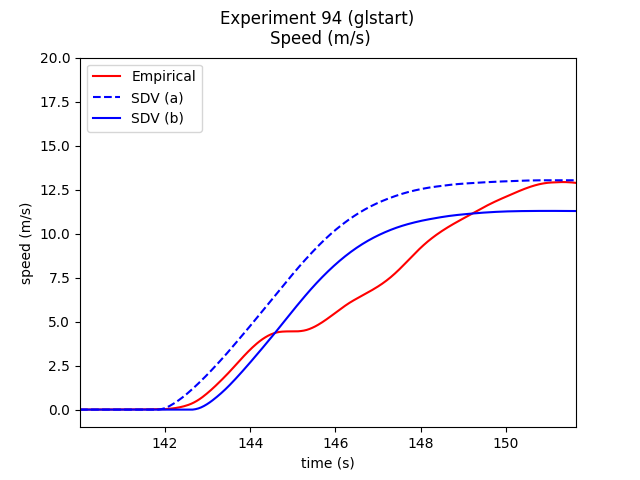 Experiment 94 (glstart)
Speed (m/s)
20.0
17.5
15.0
12.5
10.0
7.5
5.0
2.5
0.0
speed (m/s)
Empirical
SDV (a)
SDV (b)
142
144
146
148
150
time (s)